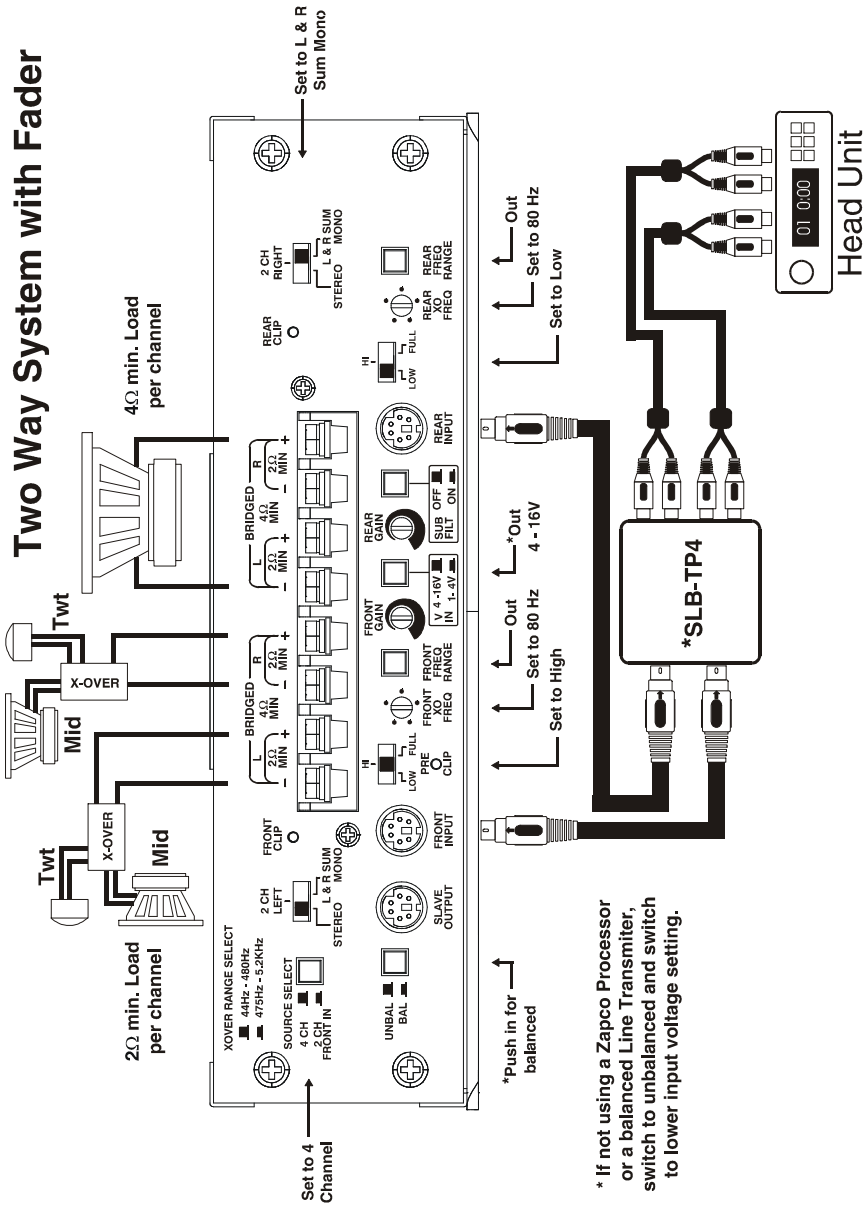 Two Way System with Fader
2Ω min. Load
per channel
4Ω min. Load
per channel
Twt
X-OVER
Mid
Twt
X-OVER
Mid
Set to 4
Channel
Set to L & R
Sum Mono
XOVER RANGE SELECT
44Hz - 480Hz
475Hz - 5.2KHz
SOURCE SELECT
4 CH
2 CH
FRONT IN
2 CH
LEFT
STEREO
L & R SUM
MONO
FRONT
CLIP
BRIDGED
4Ω
MIN
L
2Ω
MIN
R
2Ω
MIN
–
+
–
+
BRIDGED
4Ω
MIN
L
2Ω
MIN
R
2Ω
MIN
–
+
–
+
REAR
CLIP
2 CH
RIGHT
STEREO
L & R SUM
MONO
UNBAL
BAL
SLAVE
OUTPUT
FRONT
INPUT
HI
LOW
FULL
PRE
CLIP
FRONT
XO
FREQ
FRONT
FREQ
RANGE
FRONT
GAIN
V 4 -16V
IN 1- 4V
REAR
GAIN
SUB OFF
FILT ON
REAR
INPUT
HI
LOW
FULL
REAR
XO
FREQ
REAR
FREQ
RANGE
*Push in for
balanced
Set to High
Set to 80 Hz
Out
*Out
4 - 16V
Set to Low
Set to 80 Hz
Out
*SLB-TP4
01 0:00
Head Unit
* If not using a Zapco Processor
or a balanced Line Transmiter,
switch to unbalanced and switch
to lower input voltage setting.